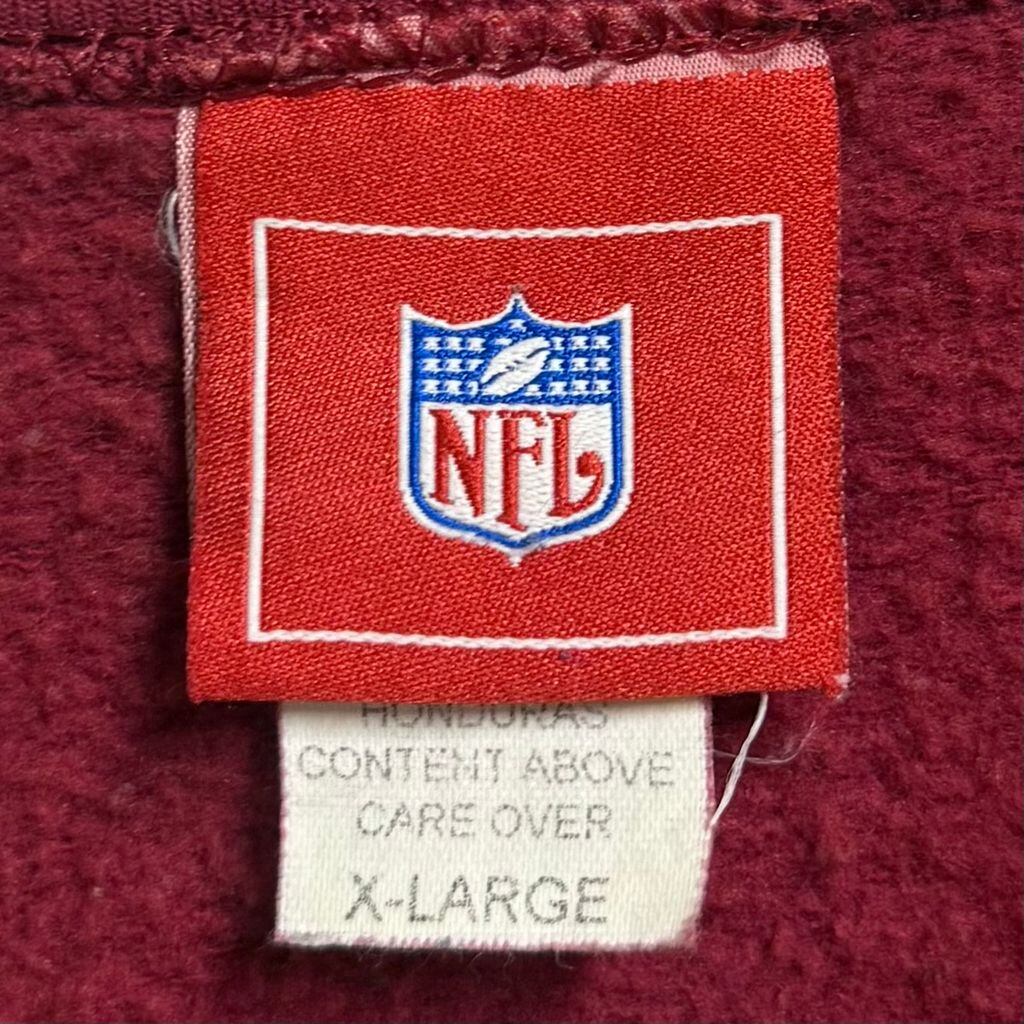 NFL
HONDURAS
CONTENT ABOVE
CARE OVER
X-LARGE